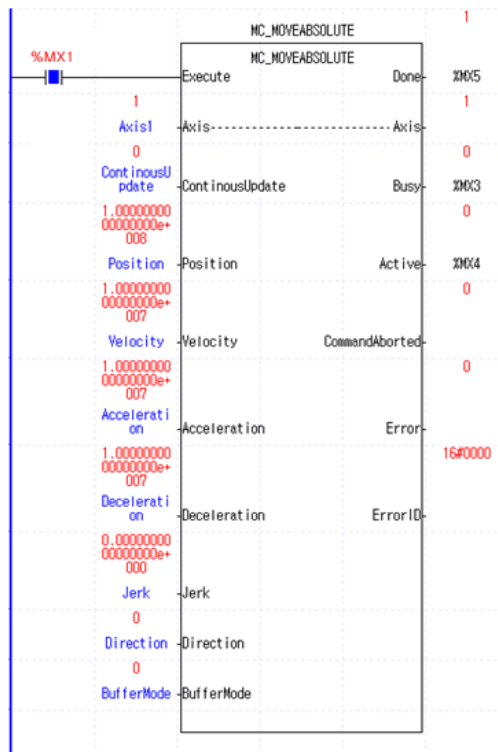 1
MC_MOVEABSOLUTE
%MX1
MC_MOVEABSOLUTE
Execute
Done
%MX5
1
1
Axis1
Axis
Axis
0
0
ContinousU
pdate
ContinousUpdate
Busy
%MX3
1.00000000
00000000e+
008
0
Position
Position
Active
%MX4
1.00000000
00000000e+
007
0
Velocity
Velocity
CommandAborted
1.00000000
00000000e+
007
0
Accelerati
on
Acceleration
Error
1.00000000
00000000e+
007
16#0000
Decelerati
on
Deceleration
ErrorID
0.00000000
00000000e+
000
Jerk
Jerk
0
Direction
Direction
0
BufferMode
BufferMode